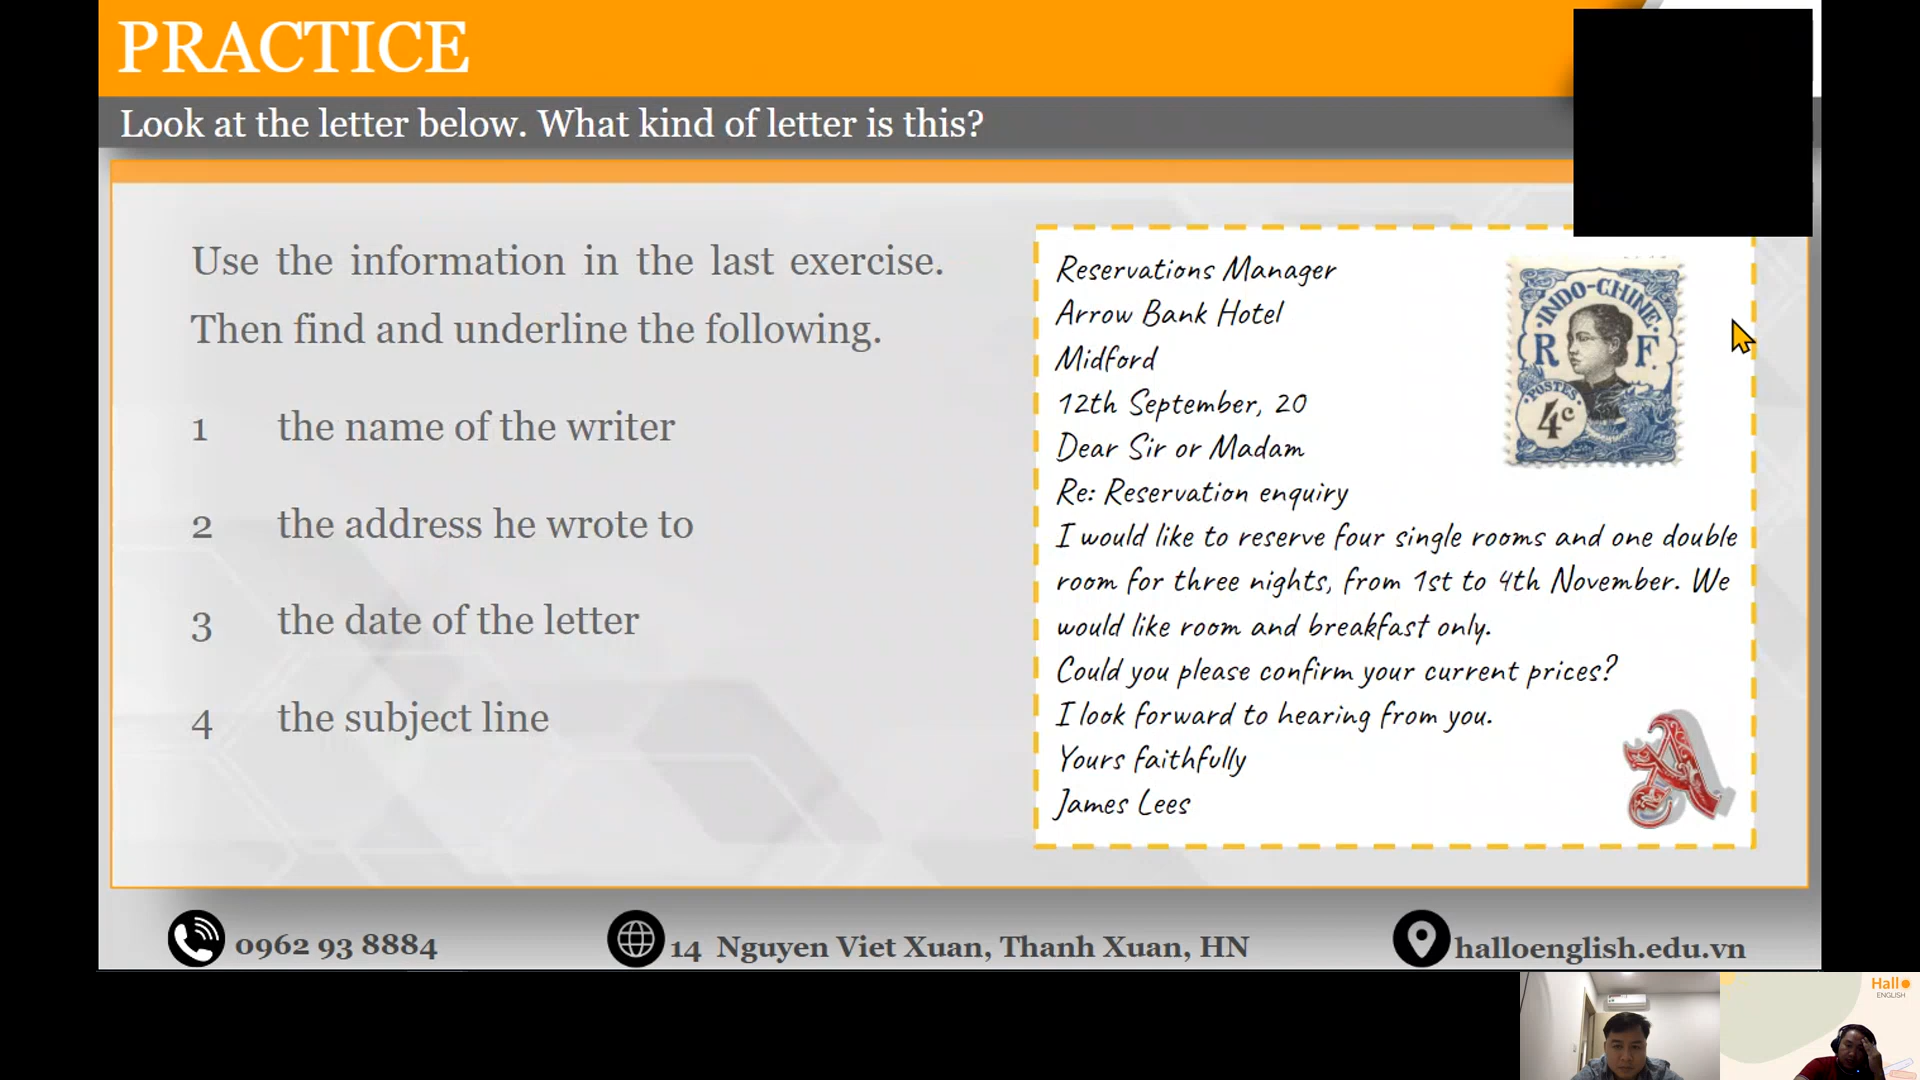 PRACTICE
Look at the letter below. What kind of letter is this?
Use the information in the last exercise.
Then find and underline the following.
1 the name of the writer
2 the address he wrote to
3 the date of the letter
4 the subject line
Reservations Manager
Arrow Bank Hotel
Midford
12th September, 20
Dear Sir or Madam
Re: Reservation enquiry
I would like to reserve four single rooms and one double
room for three nights, from 1st to 4th November. We
would like room and breakfast only.
Could you please confirm your current prices?
I look forward to hearing from you.
Yours faithfully
James Lees
INDO-CHINE
R F.
POSTES
4c
A
0962 93 8884
14 Nguyen Viet Xuan, Thanh Xuan, HN
halloenglish.edu.vn
Hallo
ENGLISH